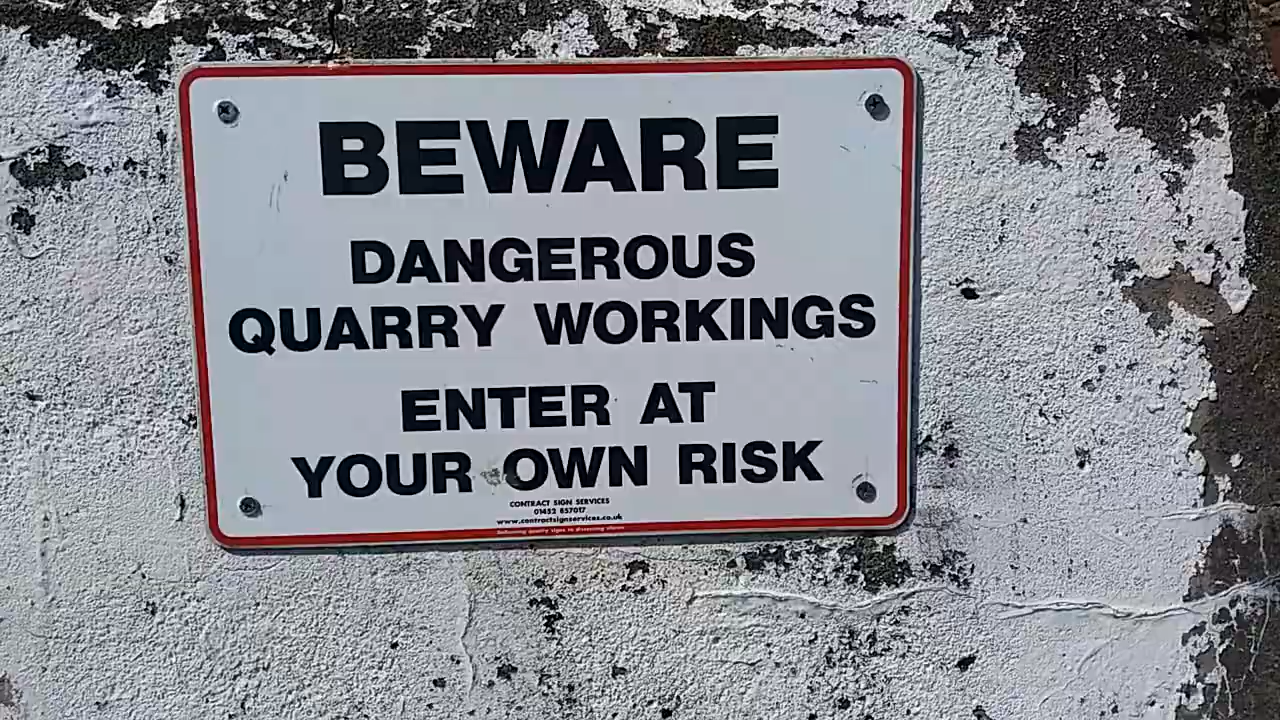 BEWARE
DANGEROUS
QUARRY WORKINGS
ENTER AT
YOUR OWN RISK
CONTRACT SIGN SERVICES
01452 857017
www.contractsignservices.co.uk